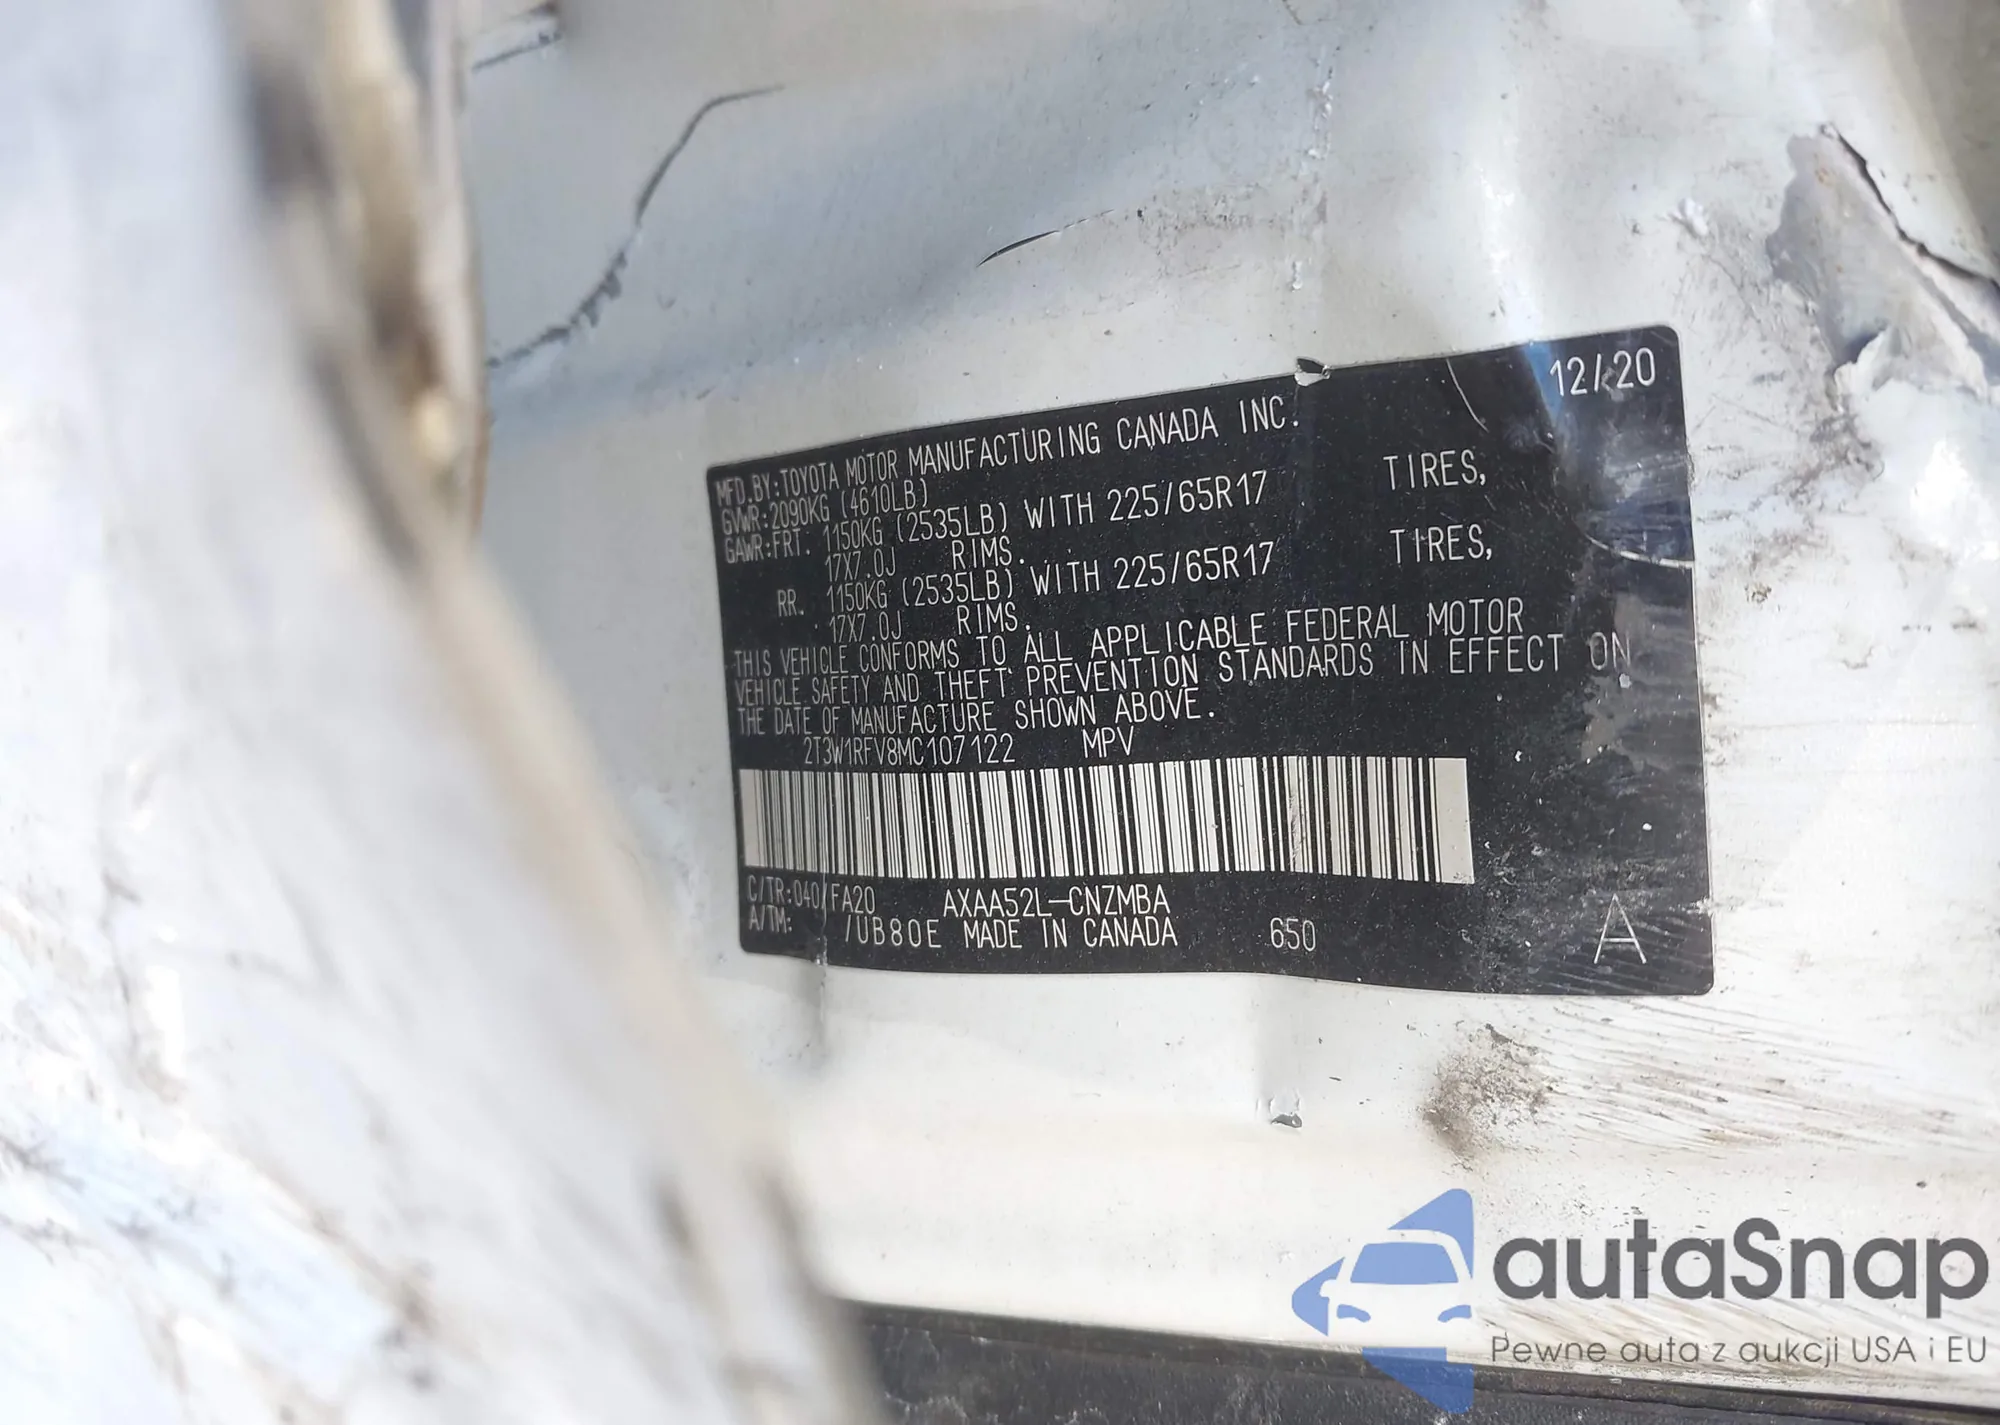 12/20
MFD.BY:TOYOTA MOTOR MANUFACTURING CANADA INC.
GVWR:2090KG (4610LB)
GAWR:FRT. 1150KG (2535LB) WITH 225/65R17 TIRES,
17X7.0J RIMS.
RR. 1150KG (2535LB) WITH 225/65R17 TIRES,
17X7.0J RIMS.
THIS VEHICLE CONFORMS TO ALL APPLICABLE FEDERAL MOTOR
VEHICLE SAFETY AND THEFT PREVENTION STANDARDS IN EFFECT ON
THE DATE OF MANUFACTURE SHOWN ABOVE.
2T3W1RFV8MC107122 MPV
C/TR:040/FA20 AXAA52L-CNZMBA
A/TM: /UB80E MADE IN CANADA 650 A
autaSnap
Pewne auta z aukcji USA i EU